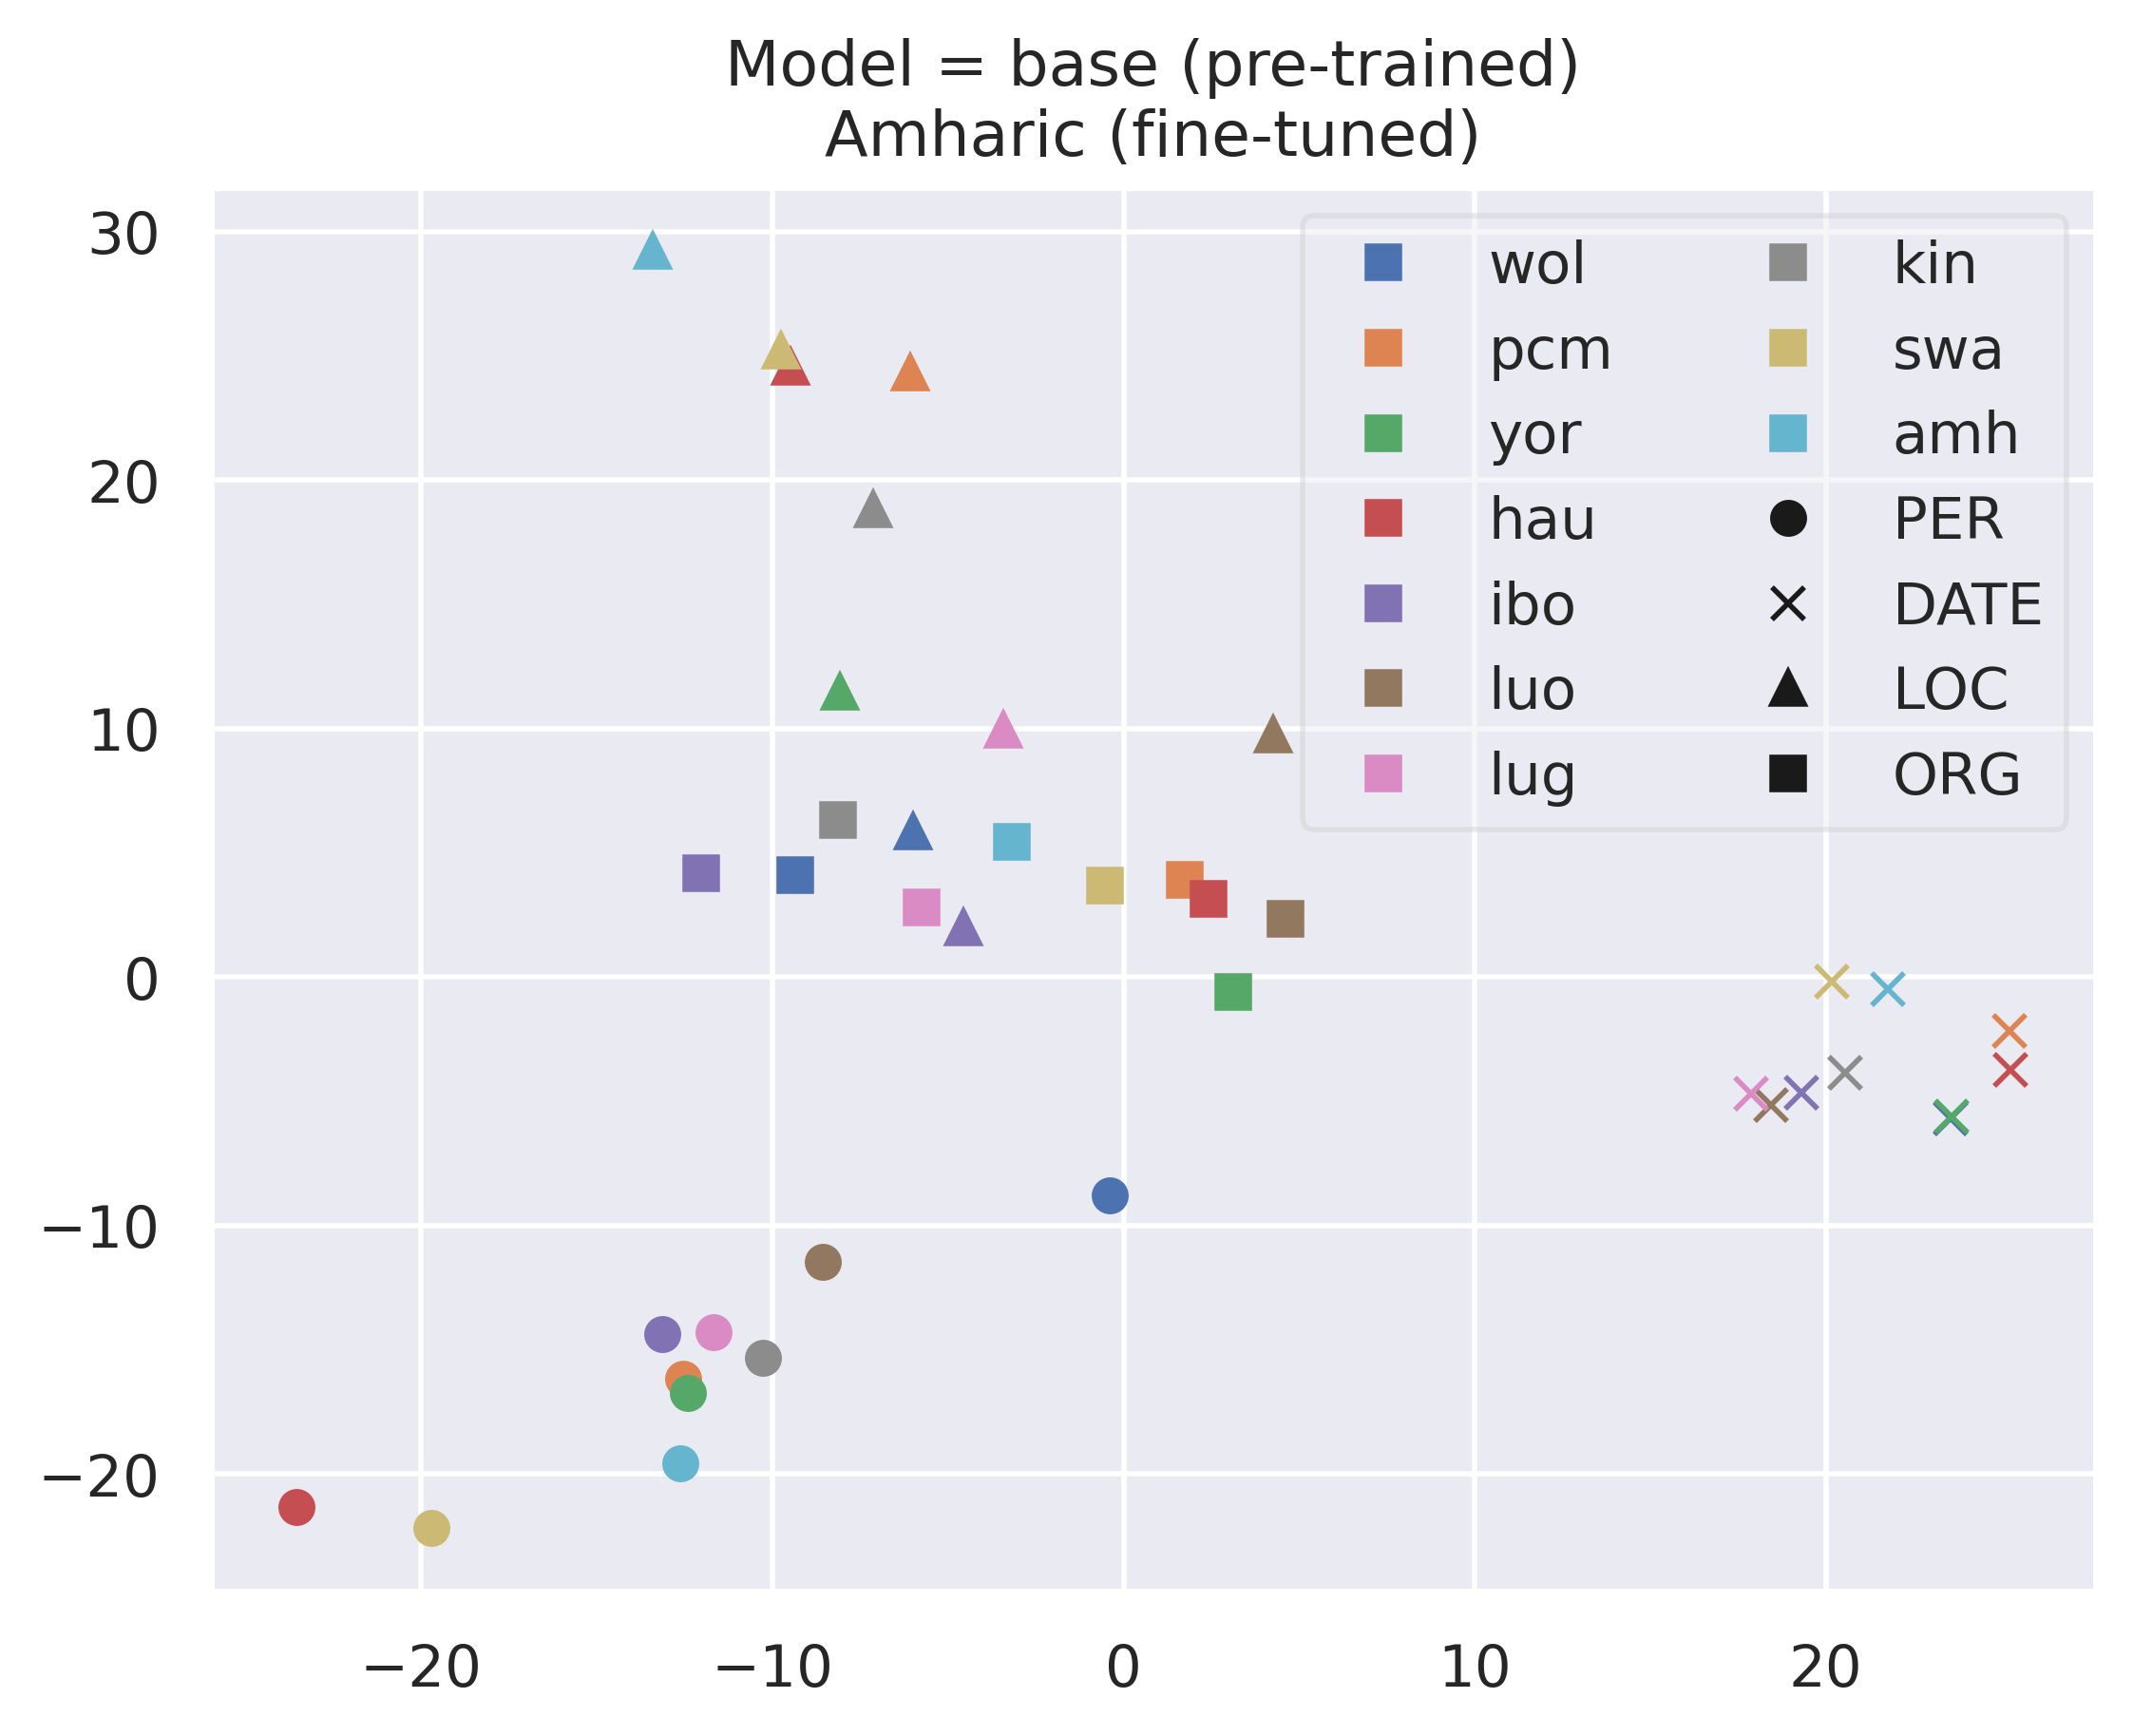 Model = base (pre-trained)
Amharic (fine-tuned)
30
20
10
0
−10
−20
−20
−10
0
10
20
wol
pcm
yor
hau
ibo
luo
lug
kin
swa
amh
PER
DATE
LOC
ORG